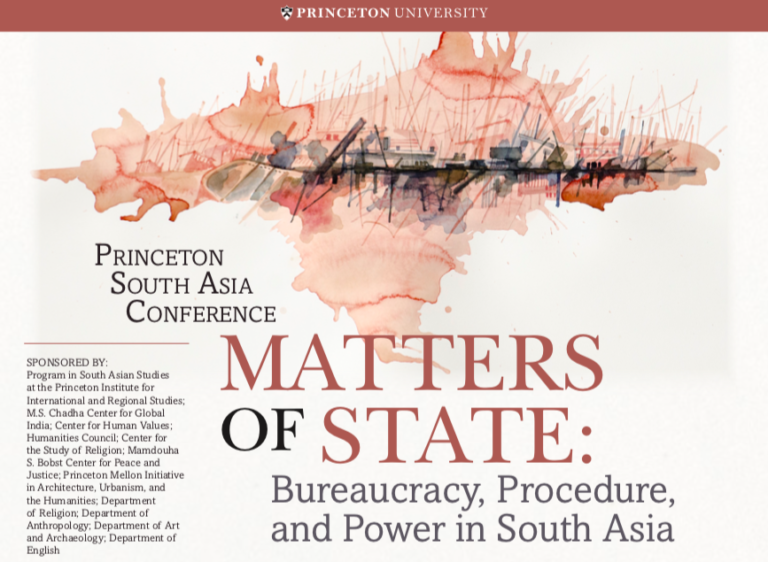 PRINCETON UNIVERSITY
PRINCETON
SOUTH ASIA
CONFERENCE
MATTERS
OF STATE:
Bureaucracy, Procedure,
and Power in South Asia
SPONSORED BY:
Program in South Asian Studies
at the Princeton Institute for
International and Regional Studies;
M.S. Chadha Center for Global
India; Center for Human Values;
Humanities Council; Center for
the Study of Religion; Mamdouha
S. Bobst Center for Peace and
Justice; Princeton Mellon Initiative
in Architecture, Urbanism, and
the Humanities; Department
of Religion; Department of
Anthropology; Department of Art
and Archaeology; Department of
English